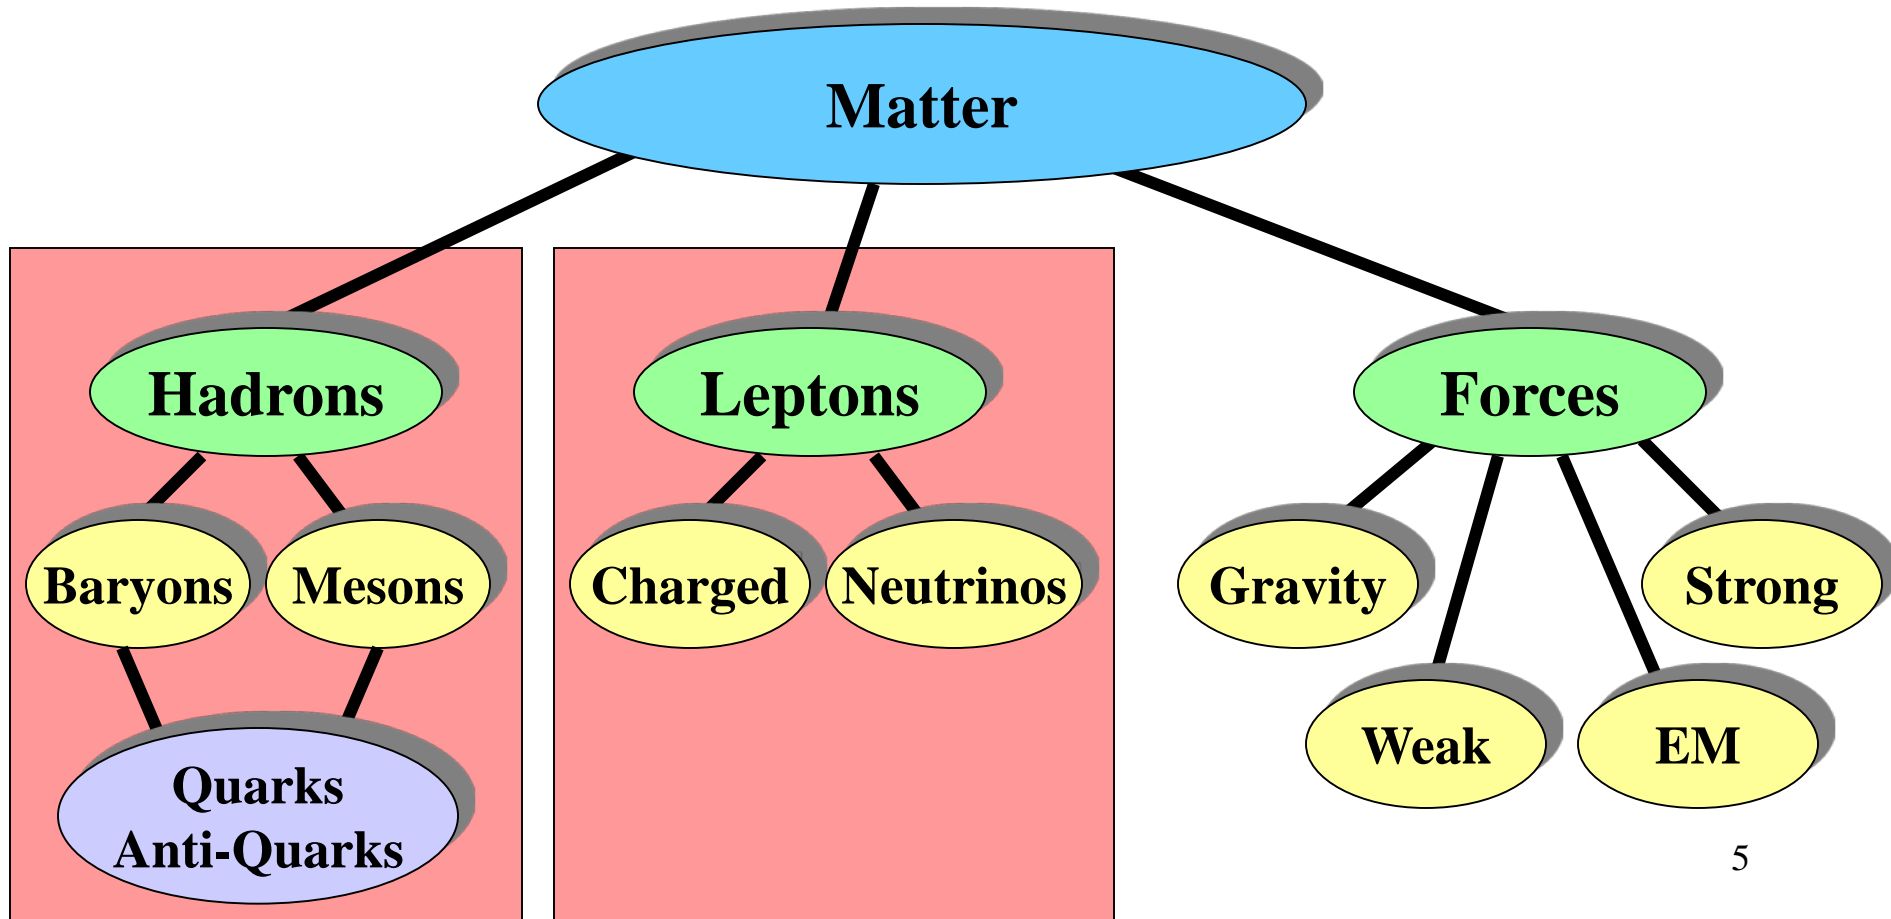 Matter
Hadrons
Leptons
Forces
Baryons
Mesons
Charged
Neutrinos
Gravity
Strong
Weak
EM
Quarks
Anti-Quarks
5